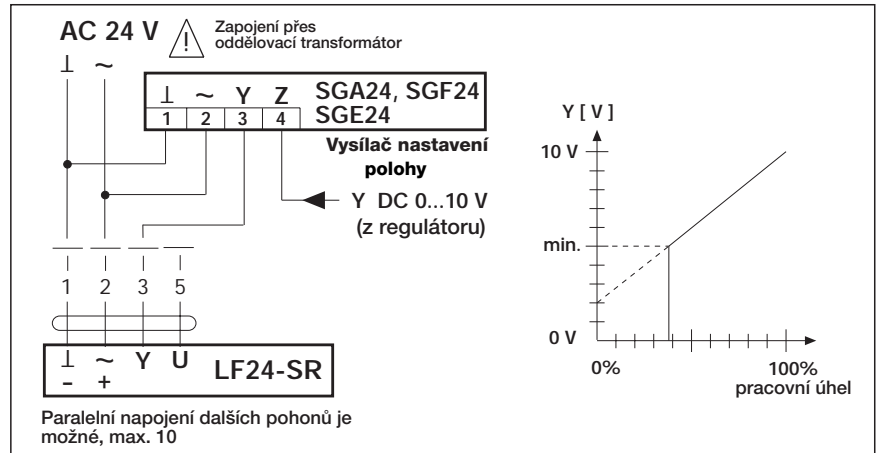 AC 24 V
Zapojení přes
oddělovací transformátor
⊥ ~
⊥ ~ Y Z
1 2 3 4
SGA24, SGF24
SGE24
Vysílač nastavení
polohy
Y DC 0...10 V
(z regulátoru)
1 2 3 5
⊥ ~ Y U
- +
LF24-SR
Paralelní napojení dalších pohonů je
možné, max. 10
Y [ V ]
10 V
min.
0 V
0% 100%
pracovní úhel